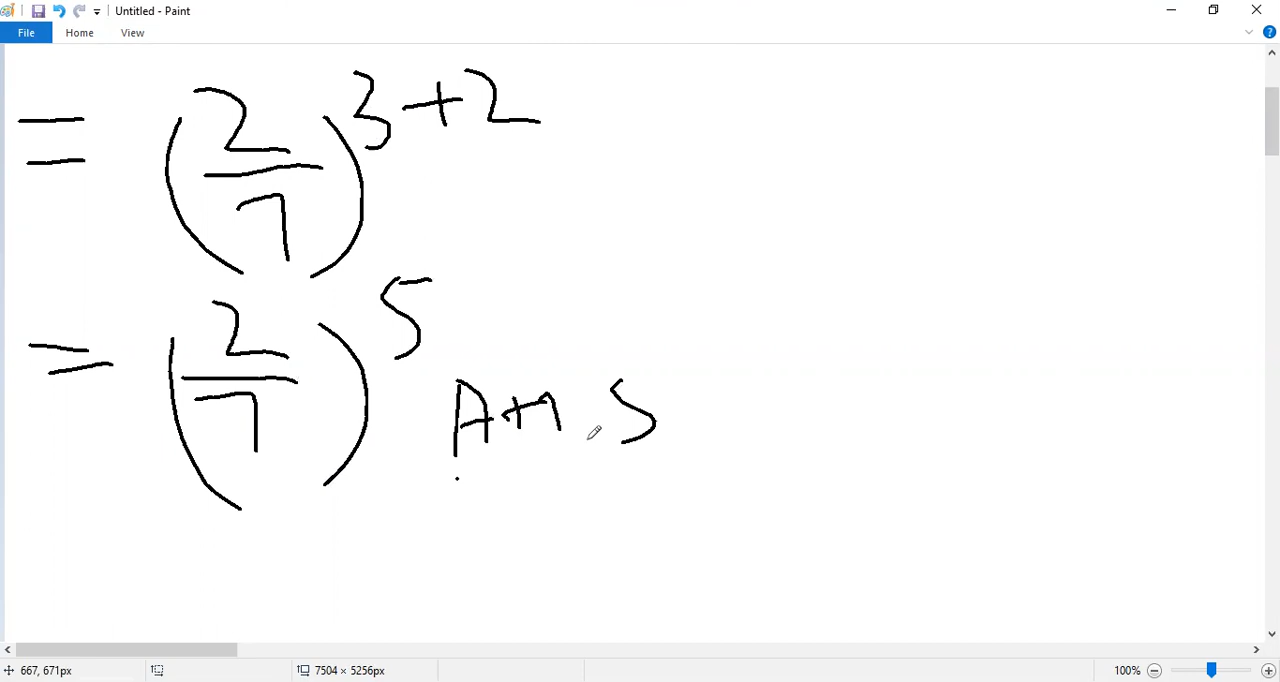 Untitled - Paint
File Home View
= (2/7)^3+2
= (2/7)^5
Ans
667, 671px 7504 × 5256px 100%